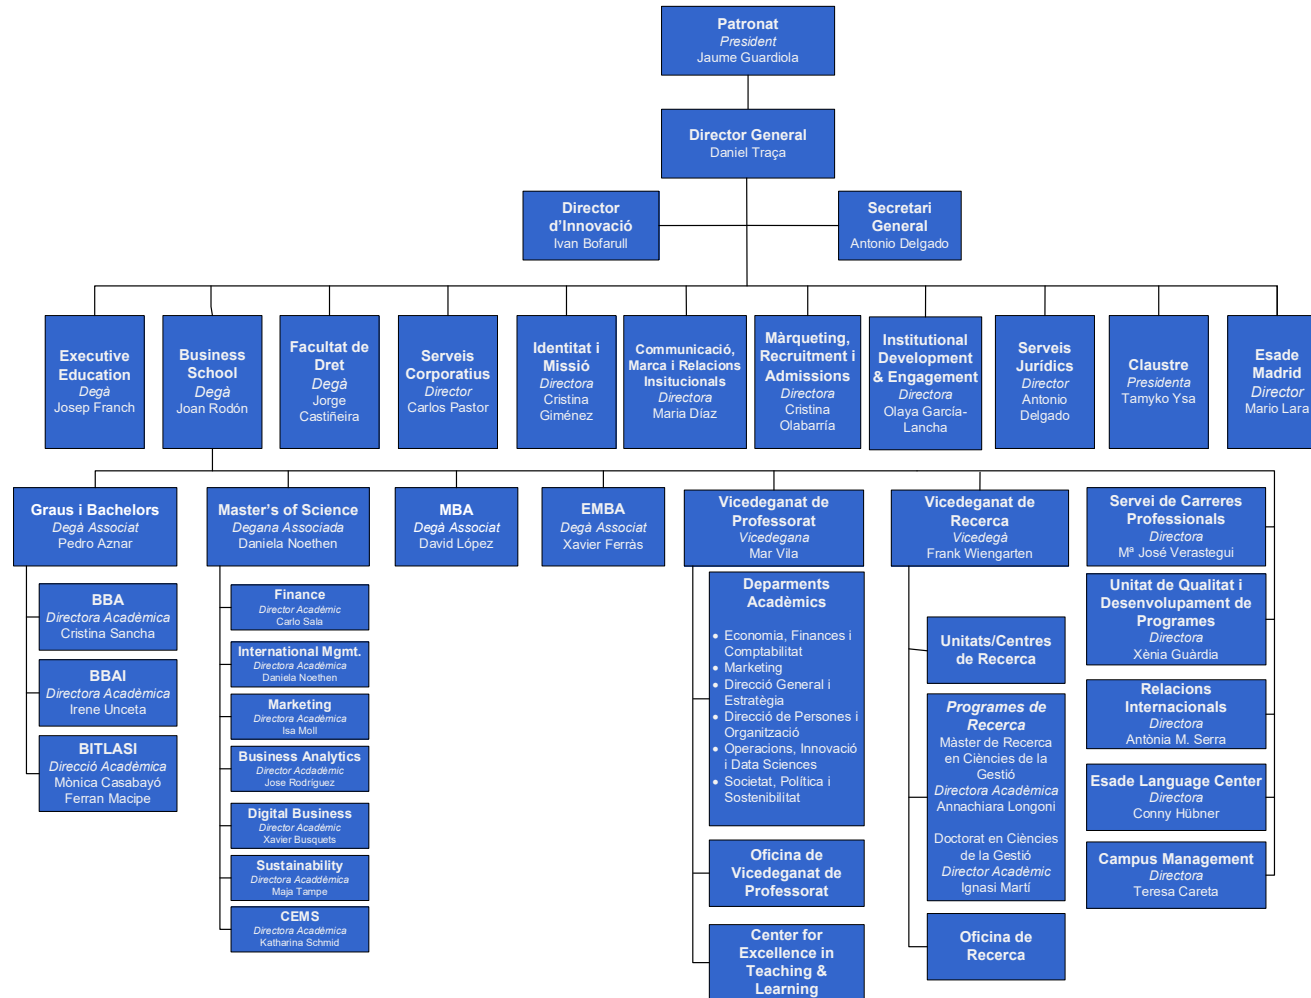 Patronat
President
Jaume Guardiola
Director General
Daniel Traça
Director
d’Innovació
Ivan Bofarull
Secretari
General
Antonio Delgado
Executive
Education
Degà
Josep Franch
Business
School
Degà
Joan Rodón
Facultat de
Dret
Degà
Jorge
Castiñeira
Serveis
Corporatius
Director
Carlos Pastor
Identitat i
Missió
Directora
Cristina
Giménez
Communicació,
Marca i Relacions
Insitucionals
Directora
Maria Díaz
Màrqueting,
Recruitment i
Admissions
Directora
Cristina
Olabarría
Institutional
Development
& Engagement
Directora
Olaya García-
Lancha
Serveis
Jurídics
Director
Antonio
Delgado
Claustre
Presidenta
Tamyko Ysa
Esade
Madrid
Director
Mario Lara
Graus i Bachelors
Degà Associat
Pedro Aznar
BBA
Directora Acadèmica
Cristina Sancha
BBAI
Directora Acadèmica
Irene Unceta
BITLASI
Direcció Acadèmica
Mònica Casabayó
Ferran Macipe
Master’s of Science
Degana Associada
Daniela Noethen
Finance
Director Acadèmic
Carlo Sala
International Mgmt.
Directora Acadèmica
Daniela Noethen
Marketing
Directora Acadèmica
Isa Moll
Business Analytics
Director Acadèmic
Jose Rodríguez
Digital Business
Director Acadèmic
Xavier Busquets
Sustainability
Directora Acaddèmica
Maja Tampe
CEMS
Directora Acadèmica
Katharina Schmid
MBA
Degà Associat
David López
EMBA
Degà Associat
Xavier Ferràs
Vicedeganat de
Professorat
Vicedegana
Mar Vila
Deparments
Acadèmics
• Economia, Finances i
Comptabilitat
• Marketing
• Direcció General i
Estratègia
• Direcció de Persones i
Organització
• Operacions, Innovació
i Data Sciences
• Societat, Política i
Sostenibilitat
Oficina de
Vicedeganat de
Professorat
Center for
Excellence in
Teaching &
Learning
Vicedeganat de
Recerca
Vicedegà
Frank Wiengarten
Unitats/Centres
de Recerca
Programes de
Recerca
Màster de Recerca
en Ciències de la
Gestió
Directora Acadèmica
Annachiara Longoni
Doctorat en Ciències
de la Gestió
Director Acadèmic
Ignasi Martí
Oficina de
Recerca
Servei de Carreres
Professionals
Directora
Mª José Verastegui
Unitat de Qualitat i
Desenvolupament de
Programes
Directora
Xènia Guàrdia
Relacions
Internacionals
Directora
Antònia M. Serra
Esade Language Center
Directora
Conny Hübner
Campus Management
Directora
Teresa Careta